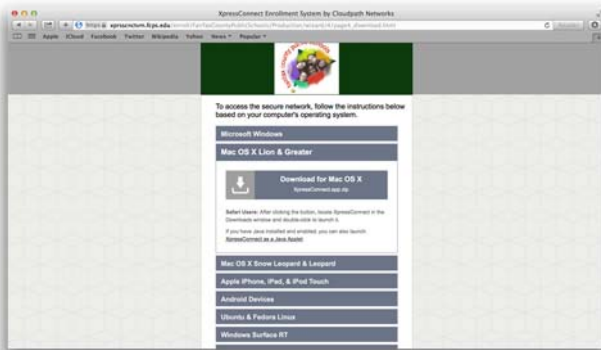 XpressConnect Enrollment System by Cloudpath Networks
Apple iCloud Facebook Twitter Wikipedia Yahoo News Popular
To access the secure network, follow the instructions below
based on your computer's operating system.
Microsoft Windows
Mac OS X Lion & Greater
Download for Mac OS X
XpressConnect.app.zip
Safari Users: After clicking the button, locate XpressConnect in the
Downloads window and double-click to launch it.
If you have Java installed and enabled, you can also launch
XpressConnect as a Java Applet.
Mac OS X Snow Leopard & Leopard
Apple iPhone, iPad, & iPod Touch
Android Devices
Ubuntu & Fedora Linux
Windows Surface RT